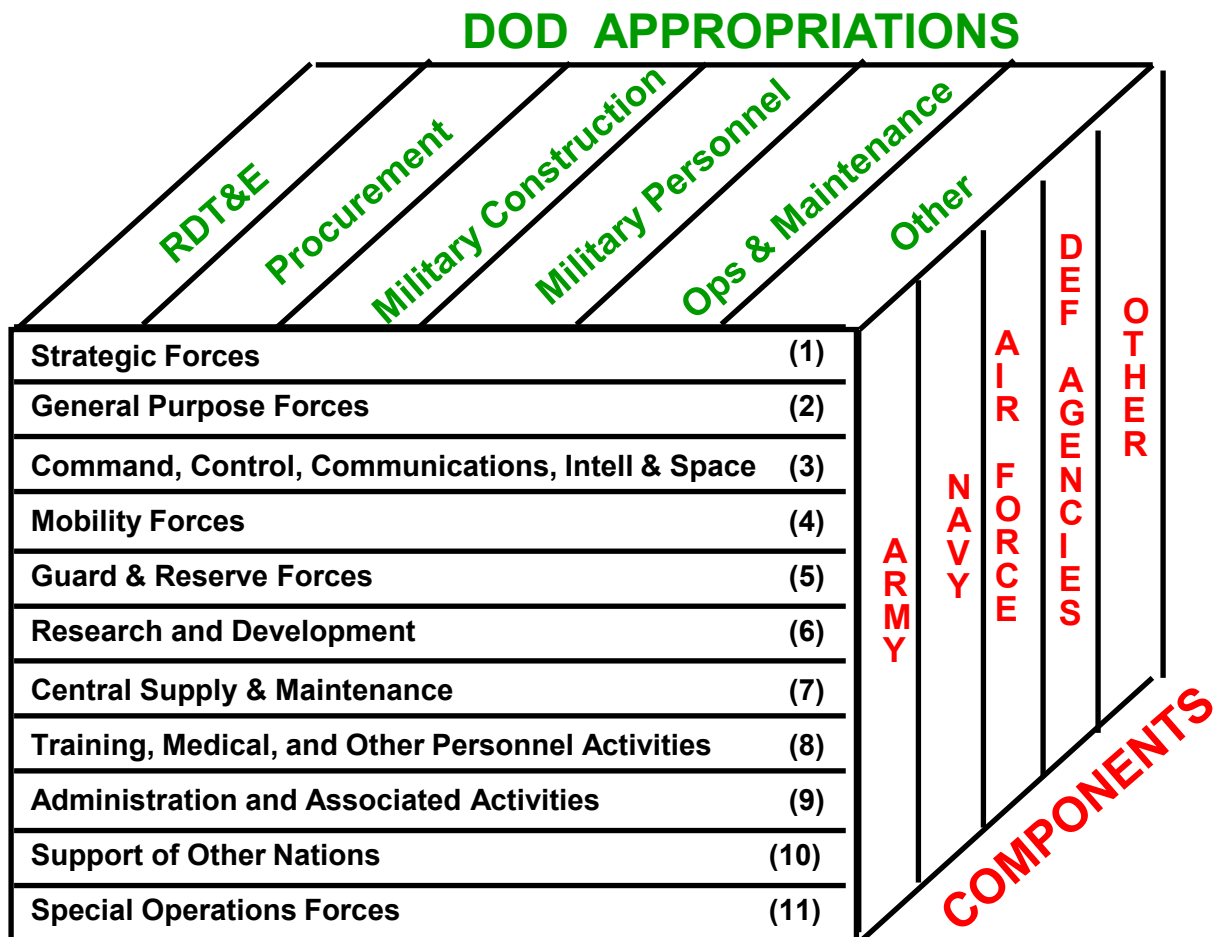 DOD APPROPRIATIONS
RDT&E
Procurement
Military Construction
Military Personnel
Ops & Maintenance
Other
Strategic Forces (1)
General Purpose Forces (2)
Command, Control, Communications, Intell & Space (3)
Mobility Forces (4)
Guard & Reserve Forces (5)
Research and Development (6)
Central Supply & Maintenance (7)
Training, Medical, and Other Personnel Activities (8)
Administration and Associated Activities (9)
Support of Other Nations (10)
Special Operations Forces (11)
ARMY
NAVY
AIR FORCE
DEF AGENCIES
OTHER
COMPONENTS